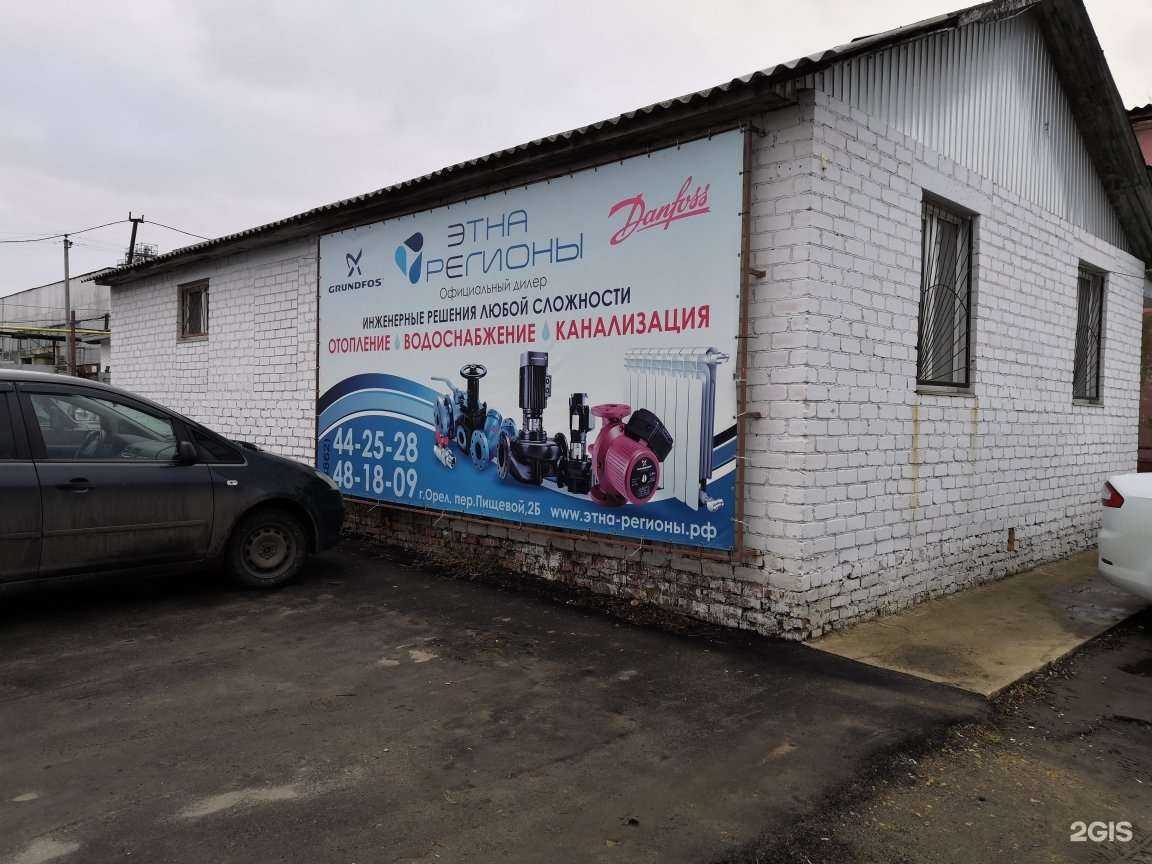 GRUNDFOS
ЭТНА
РЕГИОНЫ
Danfoss
Официальный дилер
ИНЖЕНЕРНЫЕ РЕШЕНИЯ ЛЮБОЙ СЛОЖНОСТИ
ОТОПЛЕНИЕ ВОДОСНАБЖЕНИЕ КАНАЛИЗАЦИЯ
(4862)
44-25-28
48-18-09
г.Орел, пер.Пищевой,2Б www.этна-регионы.рф
2GIS